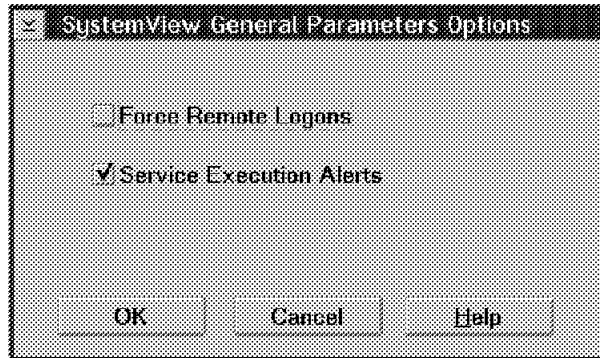 SystemView General Parameters Options
Force Remote Logons
Service Execution Alerts
OK Cancel Help